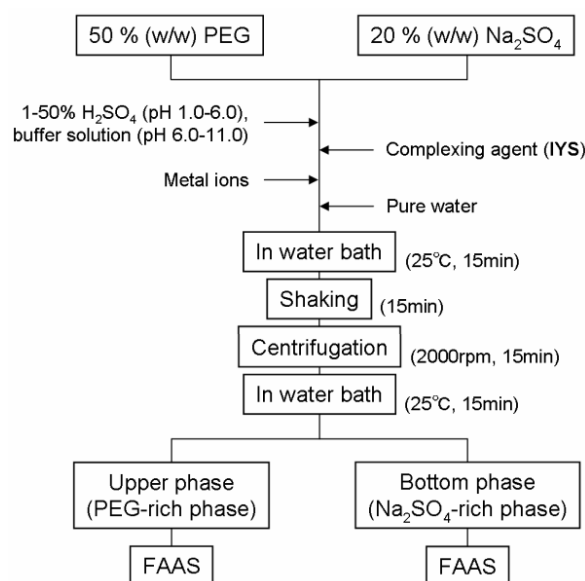 50 % (w/w) PEG
20 % (w/w) Na₂SO₄
1-50% H₂SO₄ (pH 1.0-6.0),
buffer solution (pH 6.0-11.0)
Complexing agent (IYS)
Metal ions
Pure water
In water bath
(25℃, 15min)
Shaking
(15min)
Centrifugation
(2000rpm, 15min)
In water bath
(25℃, 15min)
Upper phase
(PEG-rich phase)
Bottom phase
(Na₂SO₄-rich phase)
FAAS
FAAS